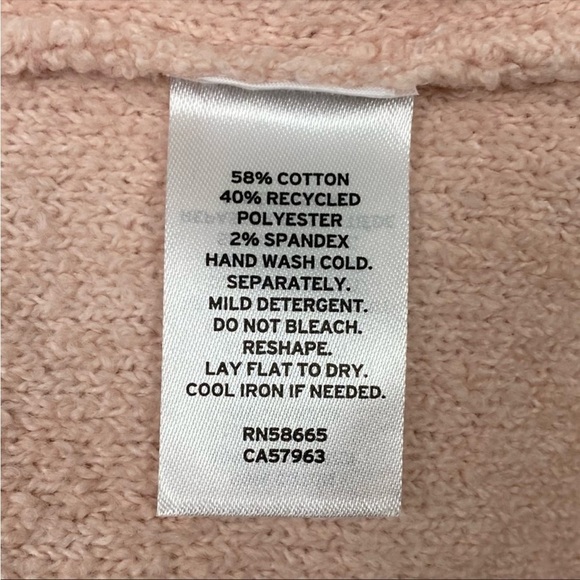 58% COTTON
40% RECYCLED
POLYESTER
2% SPANDEX
HAND WASH COLD.
SEPARATELY.
MILD DETERGENT.
DO NOT BLEACH.
RESHAPE.
LAY FLAT TO DRY.
COOL IRON IF NEEDED.
RN58665
CA57963